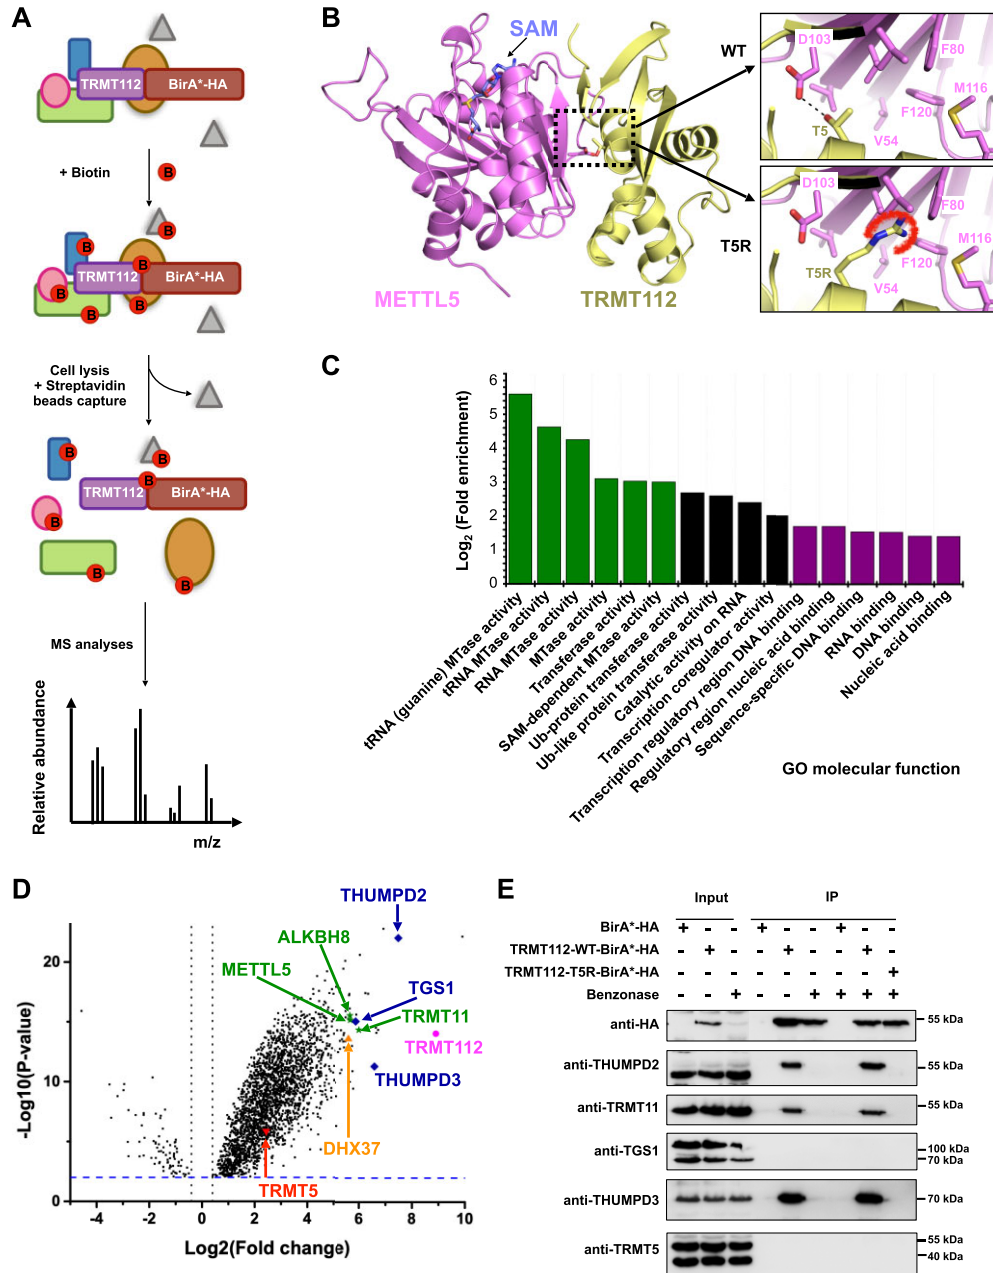 A
TRMT112 BirA*-HA
+ Biotin B
B
B
B
TRMT112 BirA*-HA
B
B
B
Cell lysis
+ Streptavidin
beads capture
B
B
B
TRMT112 BirA*-HA
B
B
B
MS analyses
Relative abundance
m/z
B
SAM
METTL5
TRMT112
WT
T5R
D103
F80
M116
F120
T5
V54
D103
F80
M116
F120
T5R
V54
C
Log2 (Fold enrichment)
6
5
4
3
2
1
0
tRNA (guanine) MTase activity
tRNA MTase activity
RNA MTase activity
MTase activity
Transferase activity
SAM-dependent MTase activity
Ub-protein transferase activity
Ub-like protein transferase activity
Catalytic activity on RNA
Transcription coregulator activity
Transcription regulatory region DNA binding
Regulatory region nucleic acid binding
Sequence-specific DNA binding
RNA binding
DNA binding
Nucleic acid binding
GO molecular function
D
THUMPD2
ALKBH8
METTL5
TGS1
TRMT11
TRMT112
THUMPD3
DHX37
TRMT5
-Log10(P-value)
20
10
0
-4 -2 0 2 4 6 8 10
Log2(Fold change)
E
Input IP
BirA*-HA + - - + - - + - -
TRMT112-WT-BirA*-HA - + - - + - - + -
TRMT112-T5R-BirA*-HA - - - - - - - - +
Benzonase - - + - - + + + +
anti-HA 55 kDa
anti-THUMPD2 55 kDa
anti-TRMT11 55 kDa
anti-TGS1 100 kDa
70 kDa
anti-THUMPD3 70 kDa
anti-TRMT5 55 kDa
40 kDa